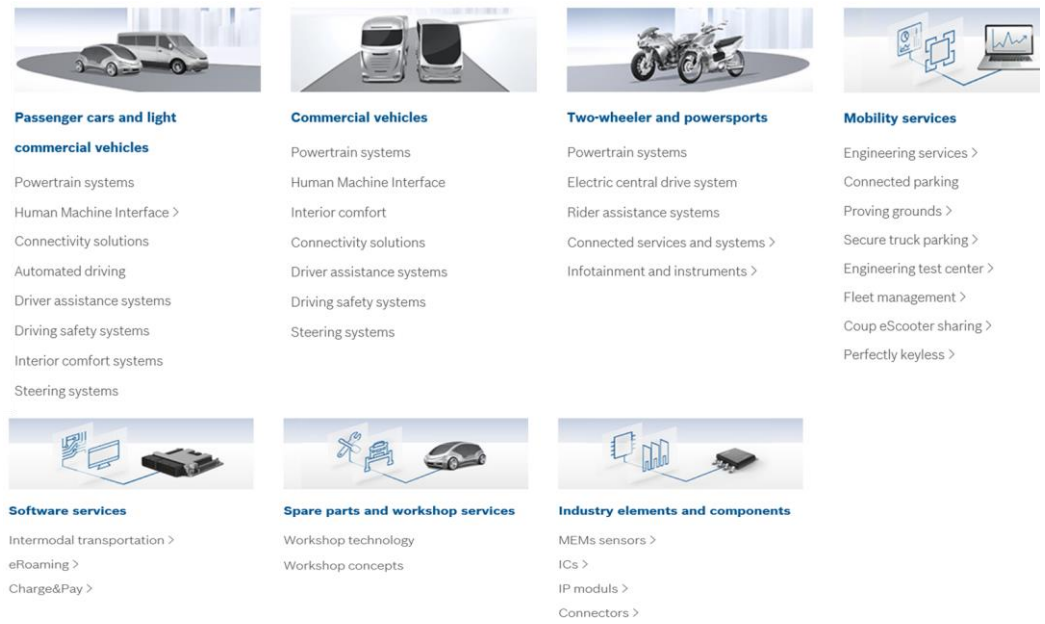 Passenger cars and light
commercial vehicles
Powertrain systems
Human Machine Interface >
Connectivity solutions
Automated driving
Driver assistance systems
Driving safety systems
Interior comfort systems
Steering systems
Commercial vehicles
Powertrain systems
Human Machine Interface
Interior comfort
Connectivity solutions
Driver assistance systems
Driving safety systems
Steering systems
Two-wheeler and powersports
Powertrain systems
Electric central drive system
Rider assistance systems
Connected services and systems >
Infotainment and instruments >
Mobility services
Engineering services >
Connected parking
Proving grounds >
Secure truck parking >
Engineering test center >
Fleet management >
Coup eScooter sharing >
Perfectly keyless >
Software services
Intermodal transportation >
eRoaming >
Charge&Pay >
Spare parts and workshop services
Workshop technology
Workshop concepts
Industry elements and components
MEMs sensors >
ICs >
IP moduls >
Connectors >